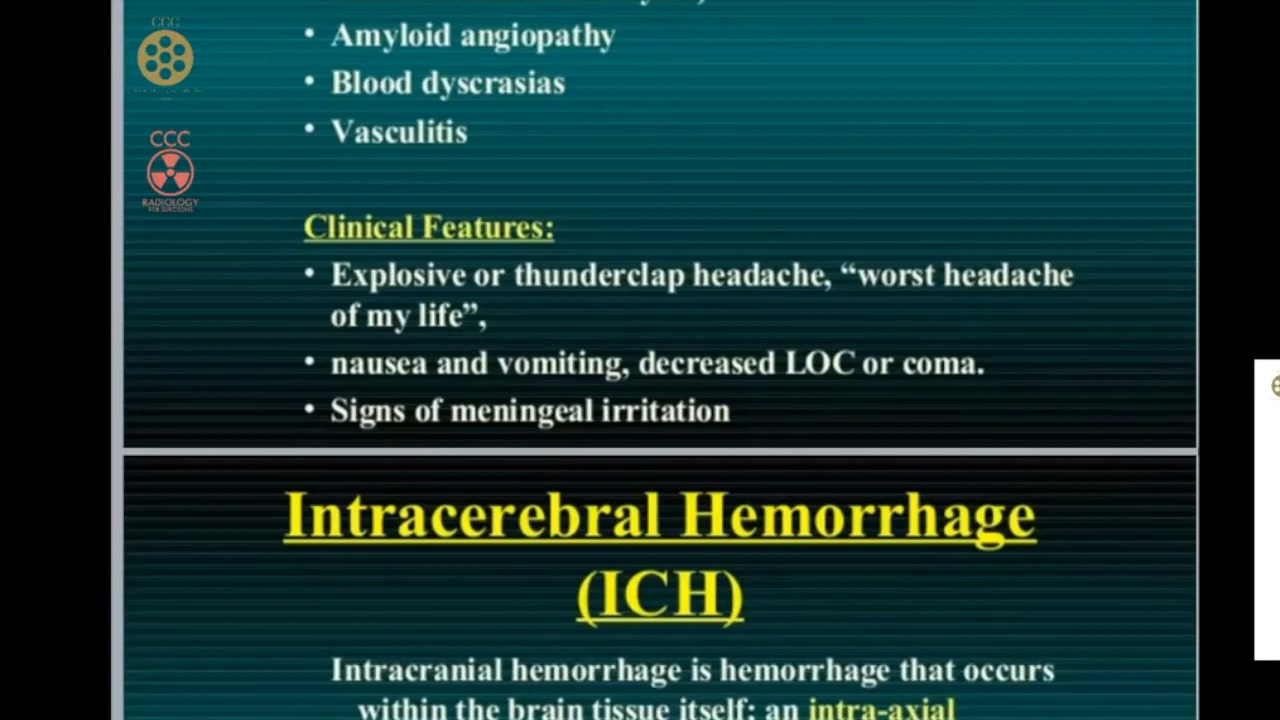 CCC
• Amyloid angiopathy
• Blood dyscrasias
• Vasculitis
CCC
RADIOLOGY
FOR SURGEONS
Clinical Features:
• Explosive or thunderclap headache, “worst headache
of my life”,
• nausea and vomiting, decreased LOC or coma.
• Signs of meningeal irritation
Intracerebral Hemorrhage
(ICH)
Intracranial hemorrhage is hemorrhage that occurs
within the brain tissue itself; an intra-axial